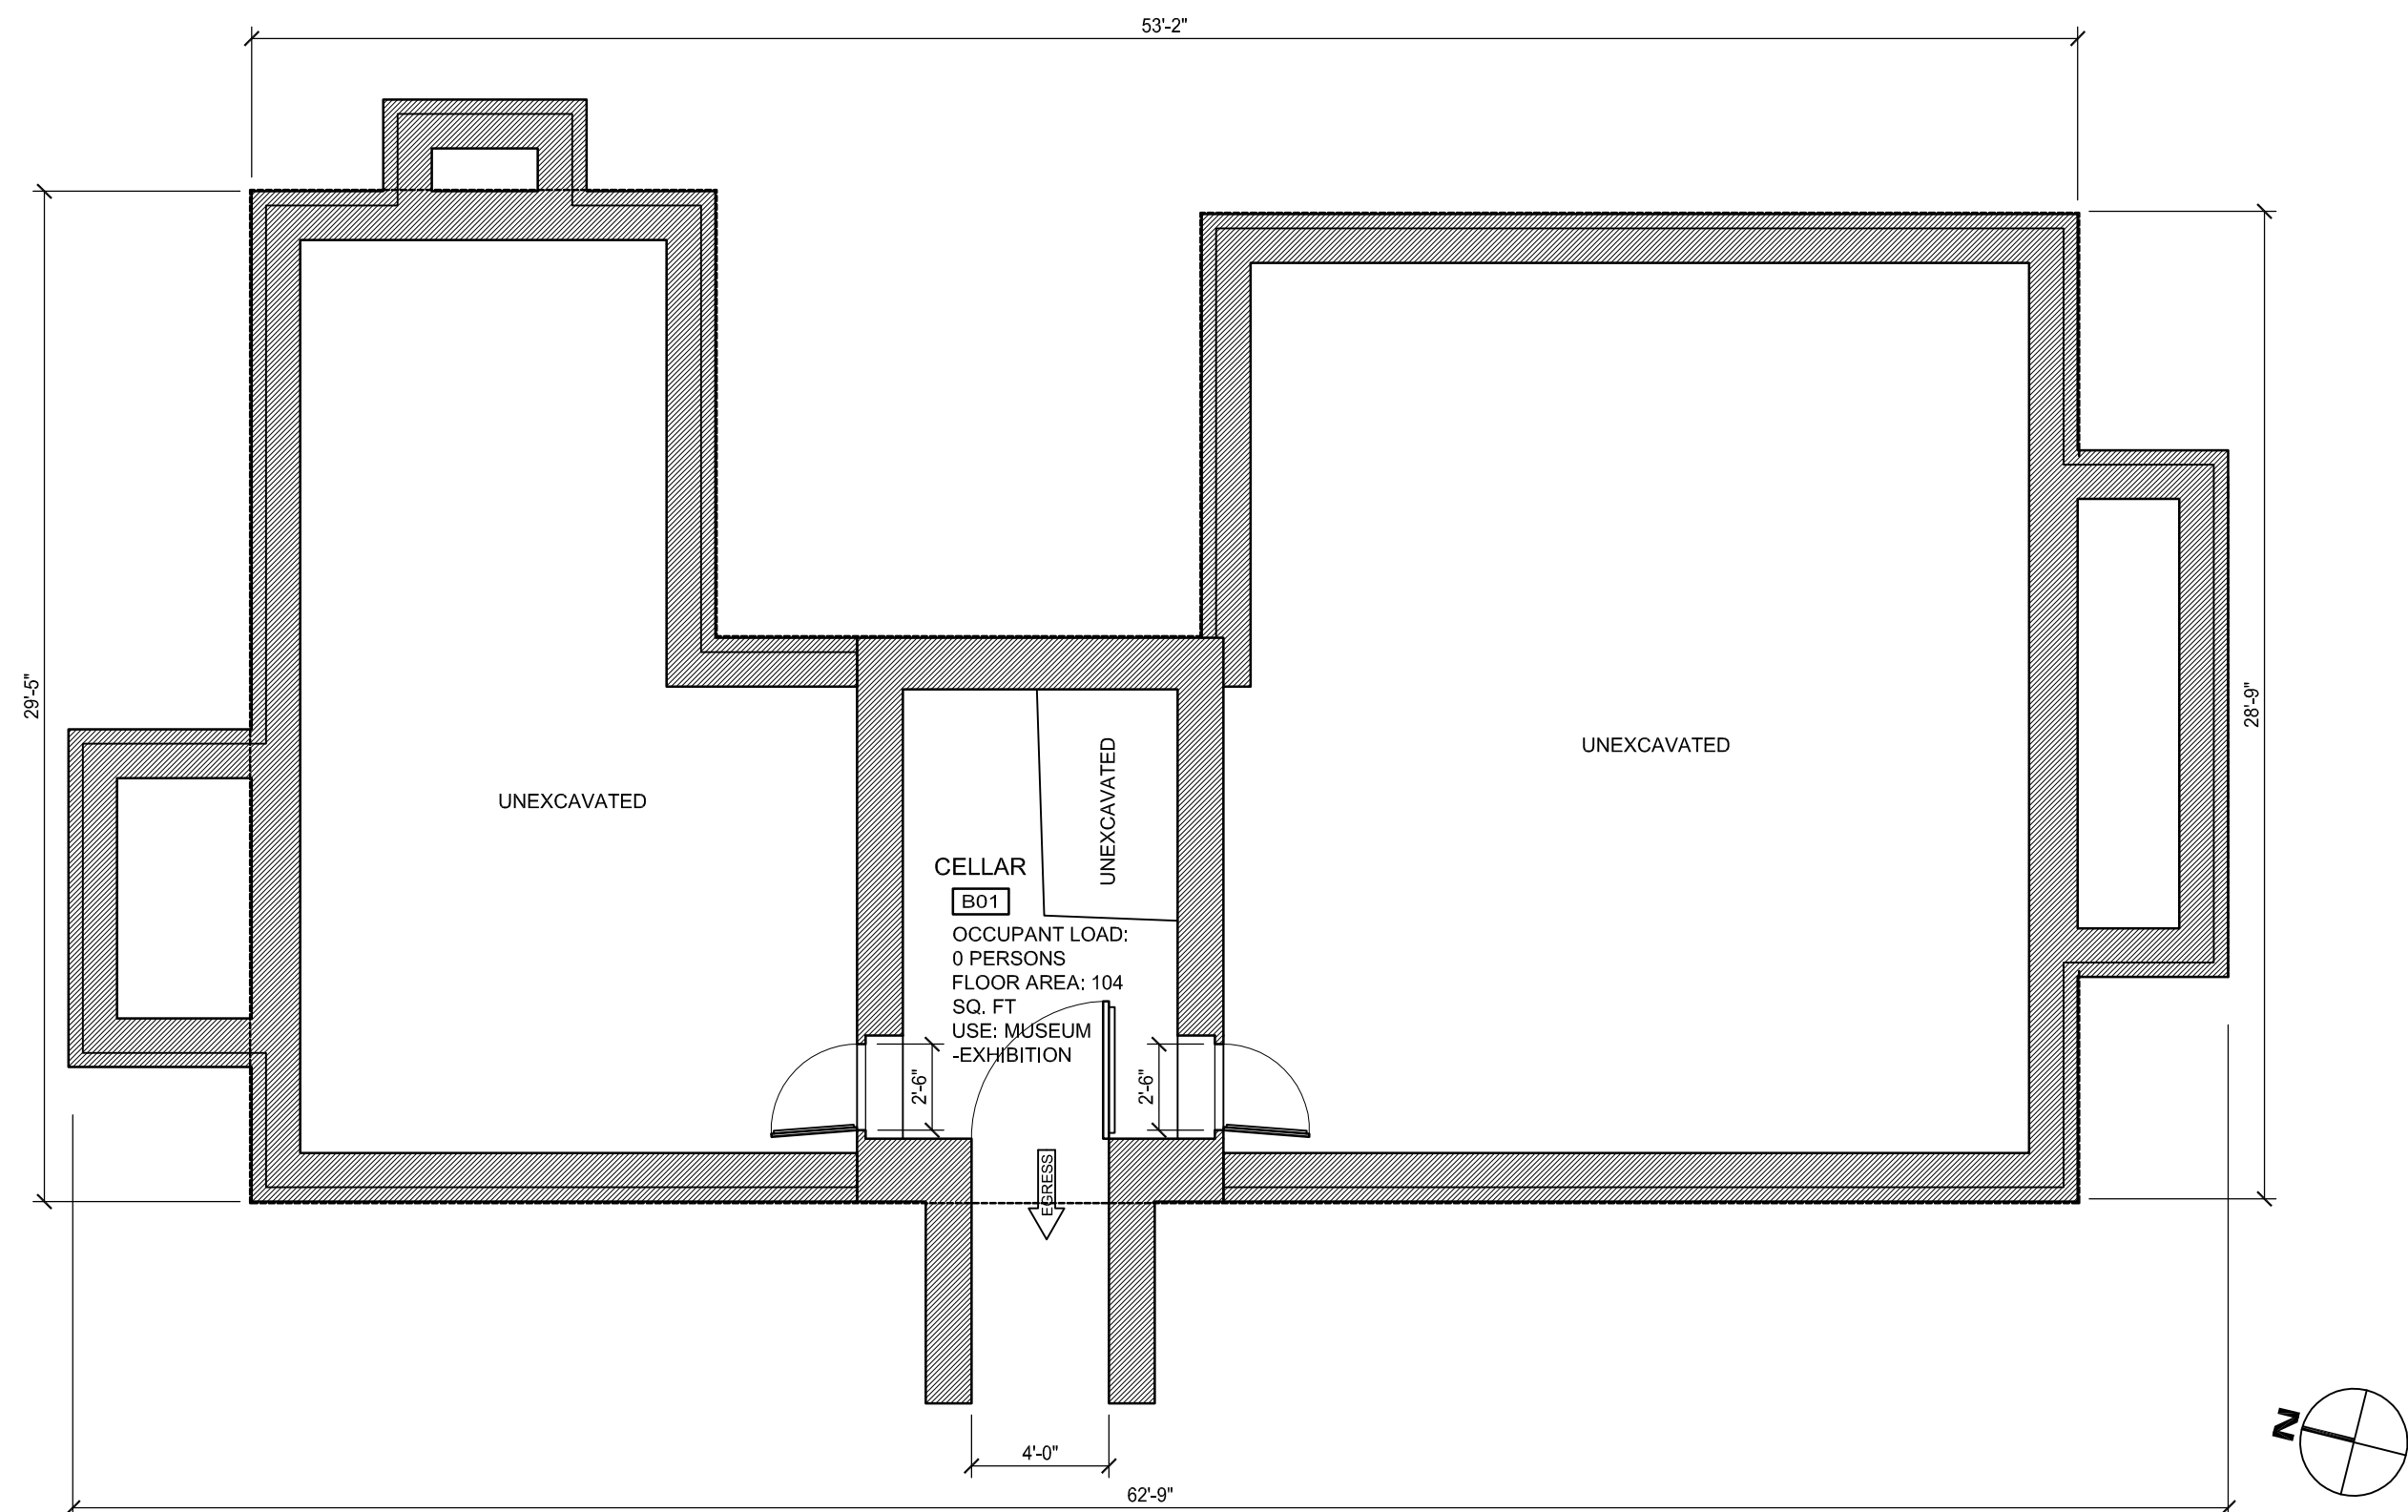 53'-2"
29'-5"
28'-9"
UNEXCAVATED
UNEXCAVATED
UNEXCAVATED
CELLAR
B01
OCCUPANT LOAD:
0 PERSONS
FLOOR AREA: 104
SQ. FT
USE: MUSEUM
-EXHIBITION
2'-6"
2'-6"
EGRESS
4'-0"
62'-9"
N